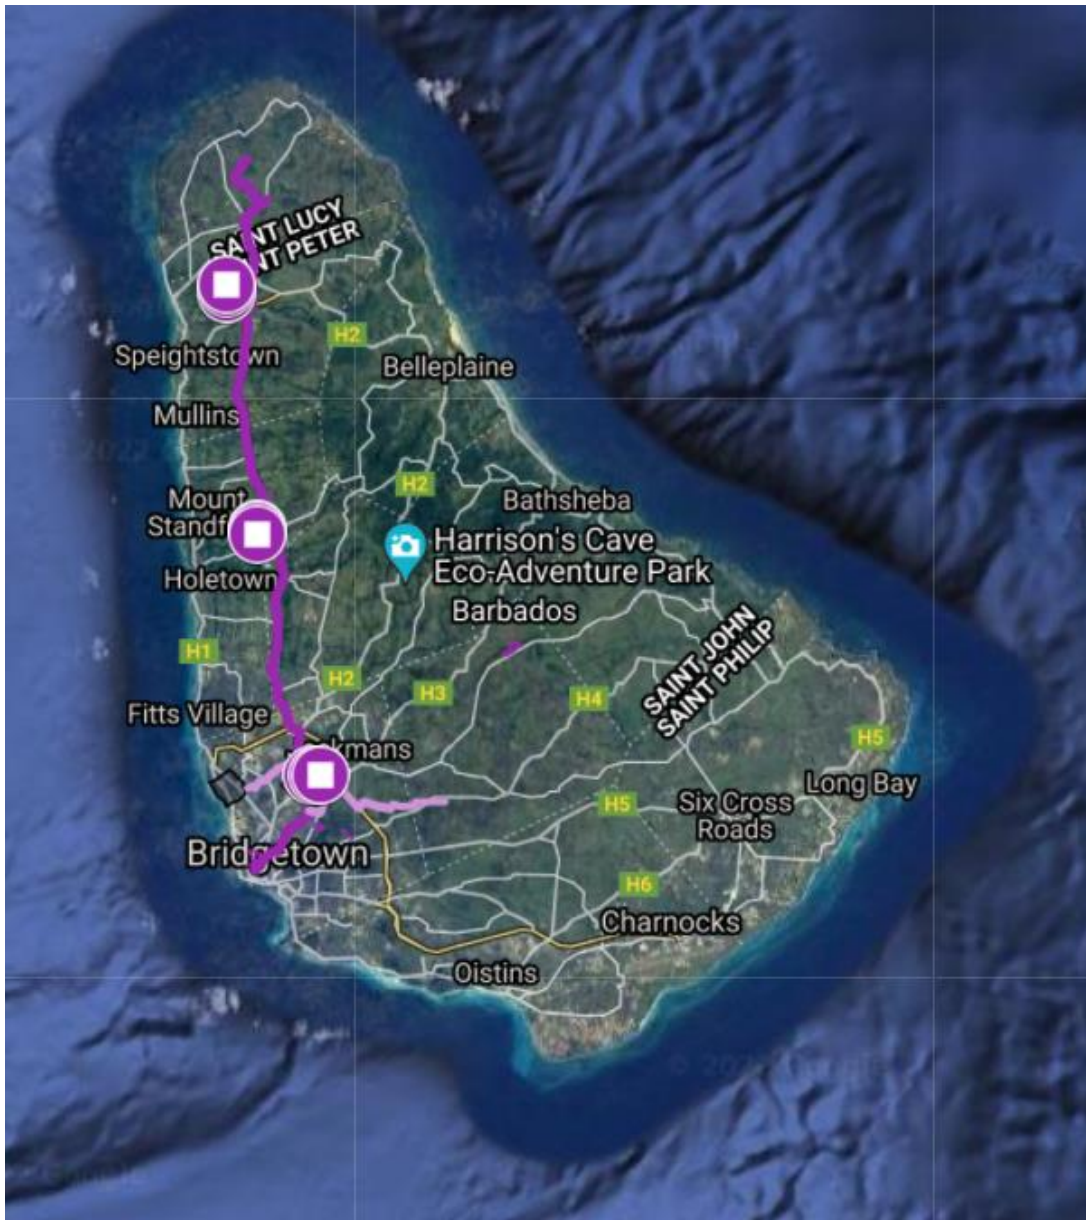 SAINT LUCY
NT PETER
H2
Speightstown
Belleplaine
Mullins
H2
Mount
Standf
Bathsheba
Harrison's Cave
Eco-Adventure Park
Holetown
Barbados
H1
H2
H3
H4
SAINT JOHN
SAINT PHILIP
Fitts Village
kmans
H5
Long Bay
H5
Six Cross
Roads
Bridgetown
H6
Charnocks
Oistins